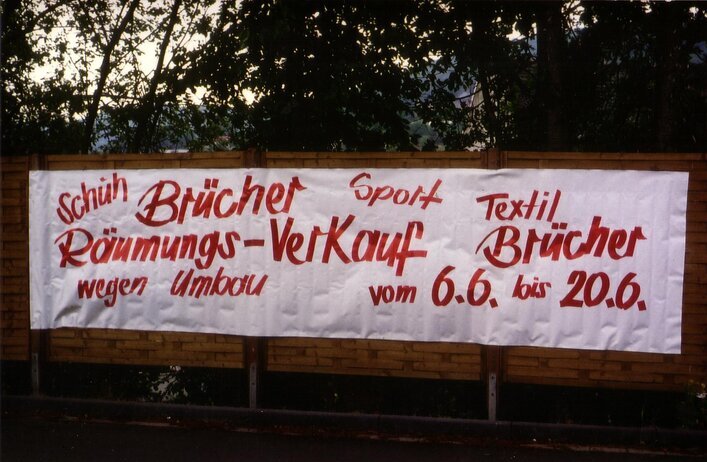 Schuh Brücher Sport Textil
Räumungs-Verkauf Brücher
wegen Umbau vom 6.6. bis 20.6.